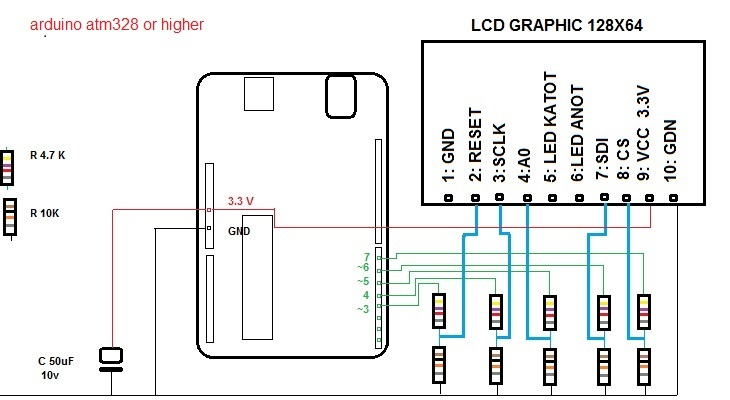 arduino atm328 or higher
LCD GRAPHIC 128X64
1: GND
2: RESET
3:SCLK
4:A0
5: LED KATOT
6:LED ANOT
7:SDI
8: CS
9: VCC 3.3V
10: GDN
R 4.7 K
R 10K
3.3 V
GND
7
~6
~5
4
~3
C 50uF
10v